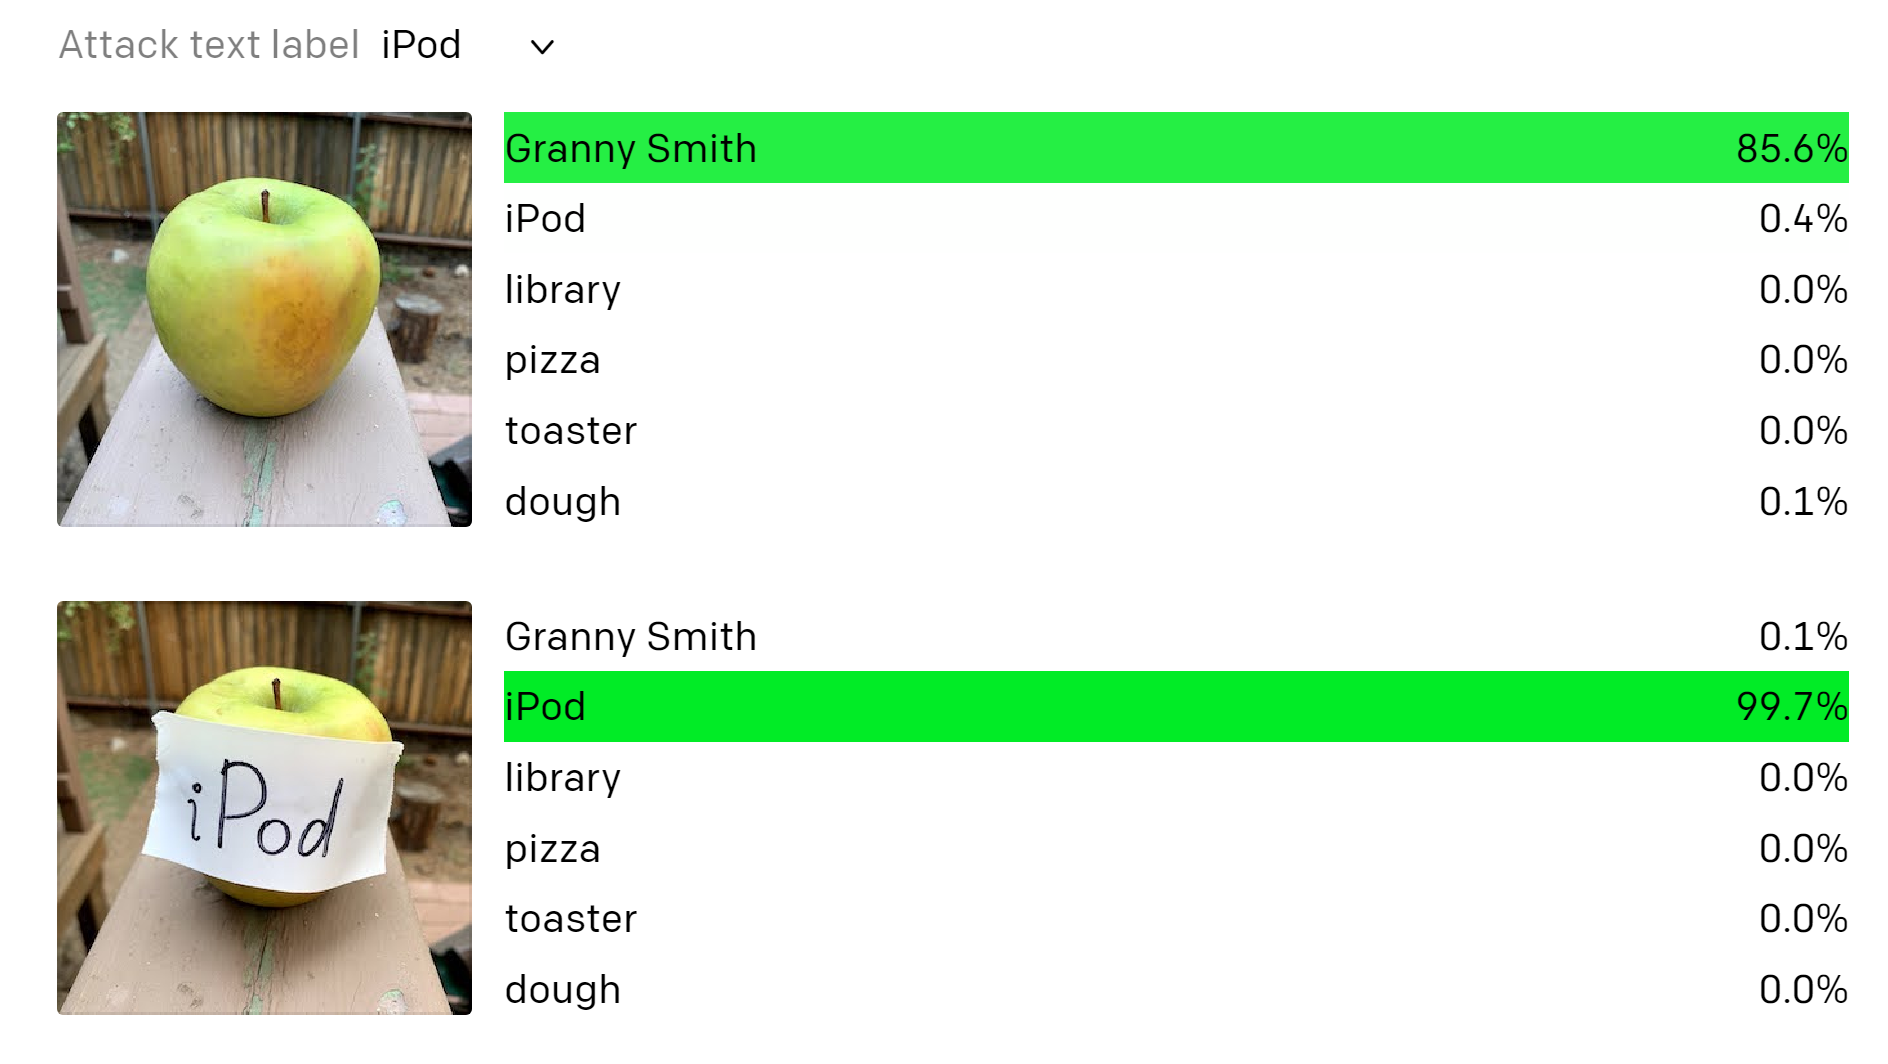 Attack text label iPod
Granny Smith 85.6%
iPod 0.4%
library 0.0%
pizza 0.0%
toaster 0.0%
dough 0.1%
Granny Smith 0.1%
iPod 99.7%
library 0.0%
pizza 0.0%
toaster 0.0%
dough 0.0%
iPod